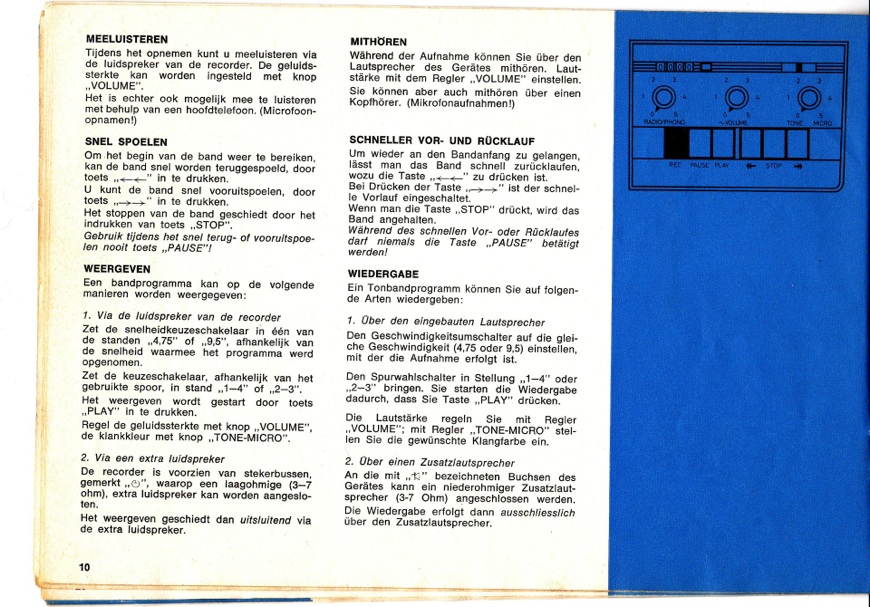 MEELUISTEREN
Tijdens het opnemen kunt u meeluisteren via
de luidspreker van de recorder. De geluids-
sterkte kan worden ingesteld met knop
„VOLUME”.
Het is echter ook mogelijk mee te luisteren
met behulp van een hoofdtelefoon. (Microfoon-
opnamen!)
SNEL SPOELEN
Om het begin van de band weer te bereiken,
kan de band snel worden teruggespoeld, door
toets „←←” in te drukken.
U kunt de band snel vooruitspoelen, door
toets „→→” in te drukken.
Het stoppen van de band geschiedt door het
indrukken van toets „STOP”.
Gebruik tijdens het snel terug- of vooruitspoe-
len nooit toets „PAUSE”!
WEERGEVEN
Een bandprogramma kan op de volgende
manieren worden weergegeven:
1. Via de luidspreker van de recorder
Zet de snelheidkeuzeschakelaar in één van
de standen „4,75” of „9,5”, afhankelijk van
de snelheid waarmee het programma werd
opgenomen.
Zet de keuzeschakelaar, afhankelijk van het
gebruikte spoor, in stand „1—4” of „2—3”.
Het weergeven wordt gestart door toets
„PLAY” in te drukken.
Regel de geluidssterkte met knop „VOLUME”,
de klankkleur met knop „TONE-MICRO”.
2. Via een extra luidspreker
De recorder is voorzien van stekerbussen,
gemerkt „ ”, waarop een laagohmige (3—7
ohm), extra luidspreker kan worden aangeslo-
ten.
Het weergeven geschiedt dan uitsluitend via
de extra luidspreker.
10
MITHÖREN
Während der Aufnahme können Sie über den
Lautsprecher des Gerätes mithören. Laut-
stärke mit dem Regler „VOLUME” einstellen.
Sie können aber auch mithören über einen
Kopfhörer. (Mikrofonaufnahmen!)
SCHNELLER VOR- UND RÜCKLAUF
Um wieder an den Bandanfang zu gelangen,
lässt man das Band schnell zurücklaufen,
wozu die Taste „←←” zu drücken ist.
Bei Drücken der Taste „→→” ist der schnel-
le Vorlauf eingeschaltet.
Wenn man die Taste „STOP” drückt, wird das
Band angehalten.
Während des schnellen Vor- oder Rücklaufes
darf niemals die Taste „PAUSE” betätigt
werden!
WIEDERGABE
Ein Tonbandprogramm können Sie auf folgen-
de Arten wiedergeben:
1. Über den eingebauten Lautsprecher
Den Geschwindigkeitsumschalter auf die glei-
che Geschwindigkeit (4,75 oder 9,5) einstellen,
mit der die Aufnahme erfolgt ist.
Den Spurwahlschalter in Stellung „1—4” oder
„2—3” bringen. Sie starten die Wiedergabe
dadurch, dass Sie Taste „PLAY” drücken.
Die Lautstärke regeln Sie mit Regler
„VOLUME”; mit Regler „TONE-MICRO” stel-
len Sie die gewünschte Klangfarbe ein.
2. Über einen Zusatzlautsprecher
An die mit „ ” bezeichneten Buchsen des
Gerätes kann ein niederohmiger Zusatzlaut-
sprecher (3-7 Ohm) angeschlossen werden.
Die Wiedergabe erfolgt dann ausschliesslich
über den Zusatzlautsprecher.
0000
2 3 2 3 2 3
1 4 1 4 1 4
0 5 0 5 0 5
RADIO/PHONO VOLUME TONE MICRO
REC PAUSE PLAY STOP